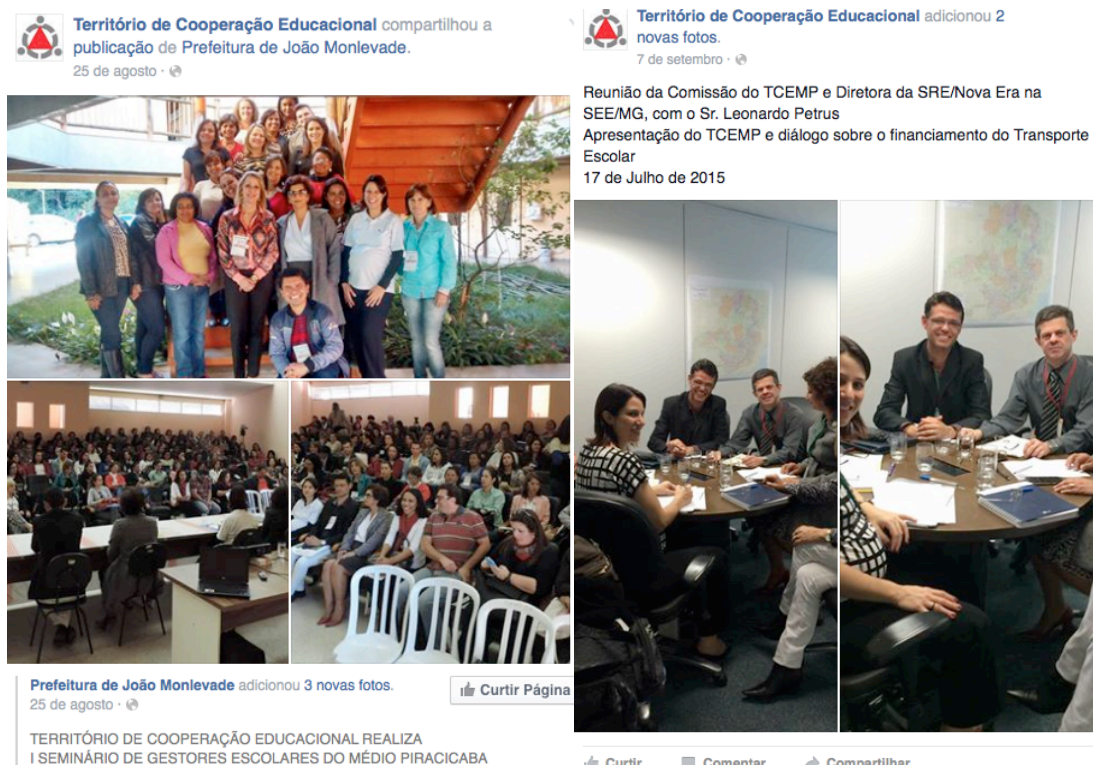 Território de Cooperação Educacional compartilhou a
publicação de Prefeitura de João Monlevade.
25 de agosto ·
Prefeitura de João Monlevade adicionou 3 novas fotos.
25 de agosto ·
Curtir Página
TERRITÓRIO DE COOPERAÇÃO EDUCACIONAL REALIZA
I SEMINÁRIO DE GESTORES ESCOLARES DO MÉDIO PIRACICABA
Território de Cooperação Educacional adicionou 2
novas fotos.
7 de setembro ·
Reunião da Comissão do TCEMP e Diretora da SRE/Nova Era na
SEE/MG, com o Sr. Leonardo Petrus
Apresentação do TCEMP e diálogo sobre o financiamento do Transporte
Escolar
17 de Julho de 2015
Curtir Comentar Compartilhar